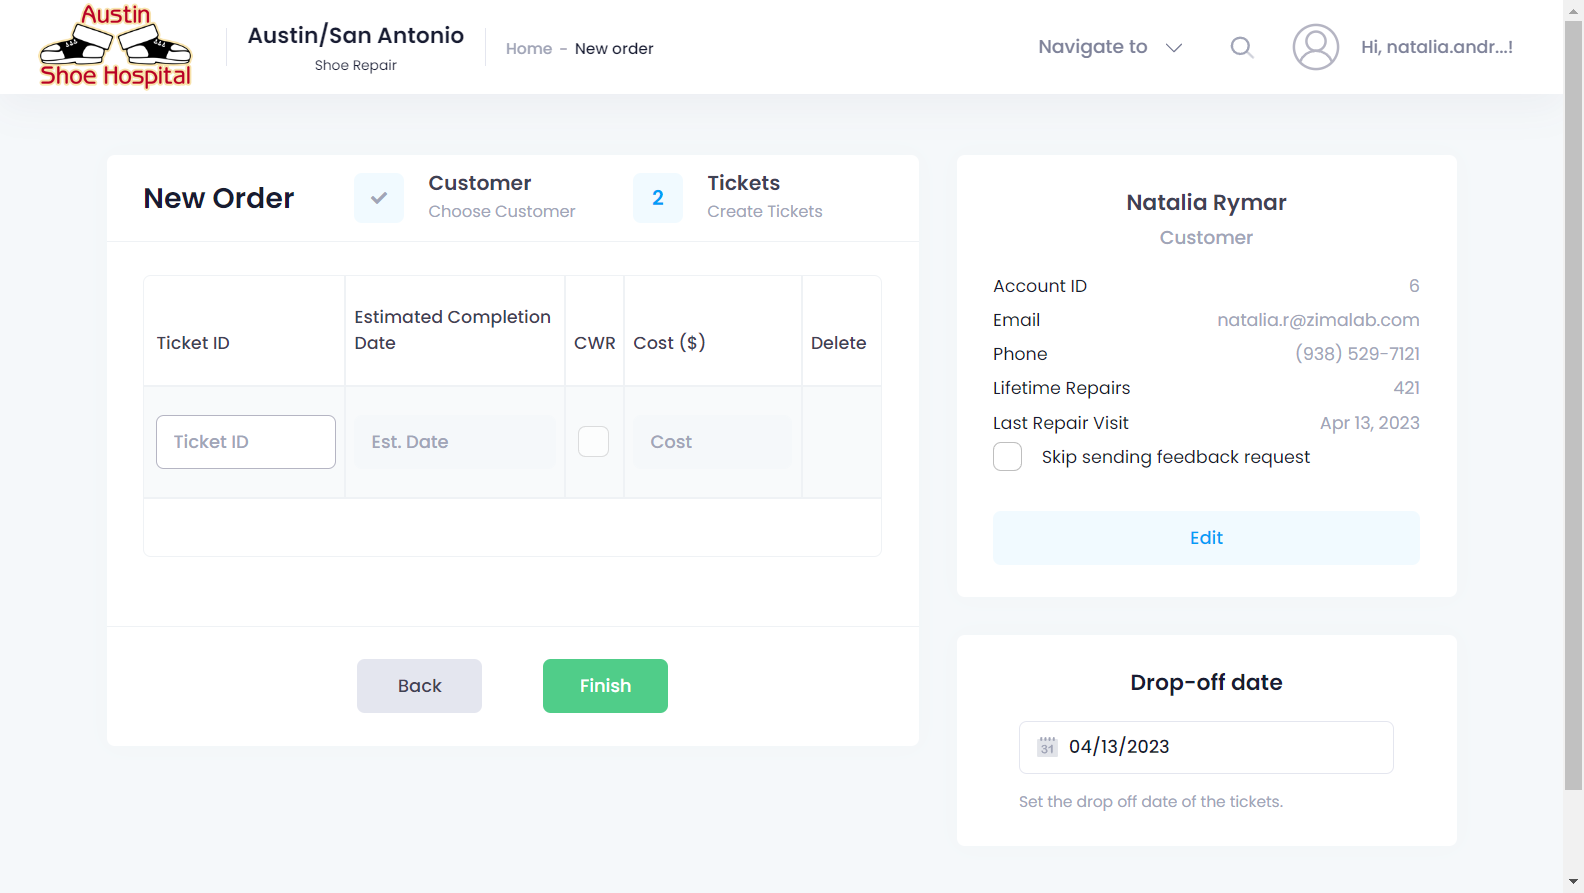 Austin
Shoe Hospital
Austin/San Antonio
Shoe Repair
Home - New order
Navigate to
Hi, natalia.andr...!
New Order
Customer
Choose Customer
2
Tickets
Create Tickets
Ticket ID
Estimated Completion
Date
CWR
Cost ($)
Delete
Ticket ID
Est. Date
Cost
Back
Finish
Natalia Rymar
Customer
Account ID 6
Email natalia.r@zimalab.com
Phone (938) 529-7121
Lifetime Repairs 421
Last Repair Visit Apr 13, 2023
Skip sending feedback request
Edit
Drop-off date
31 04/13/2023
Set the drop off date of the tickets.